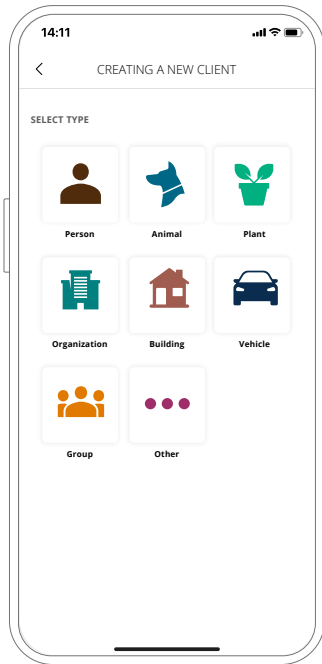 14:11
CREATING A NEW CLIENT
SELECT TYPE
Person Animal Plant
Organization Building Vehicle
Group Other